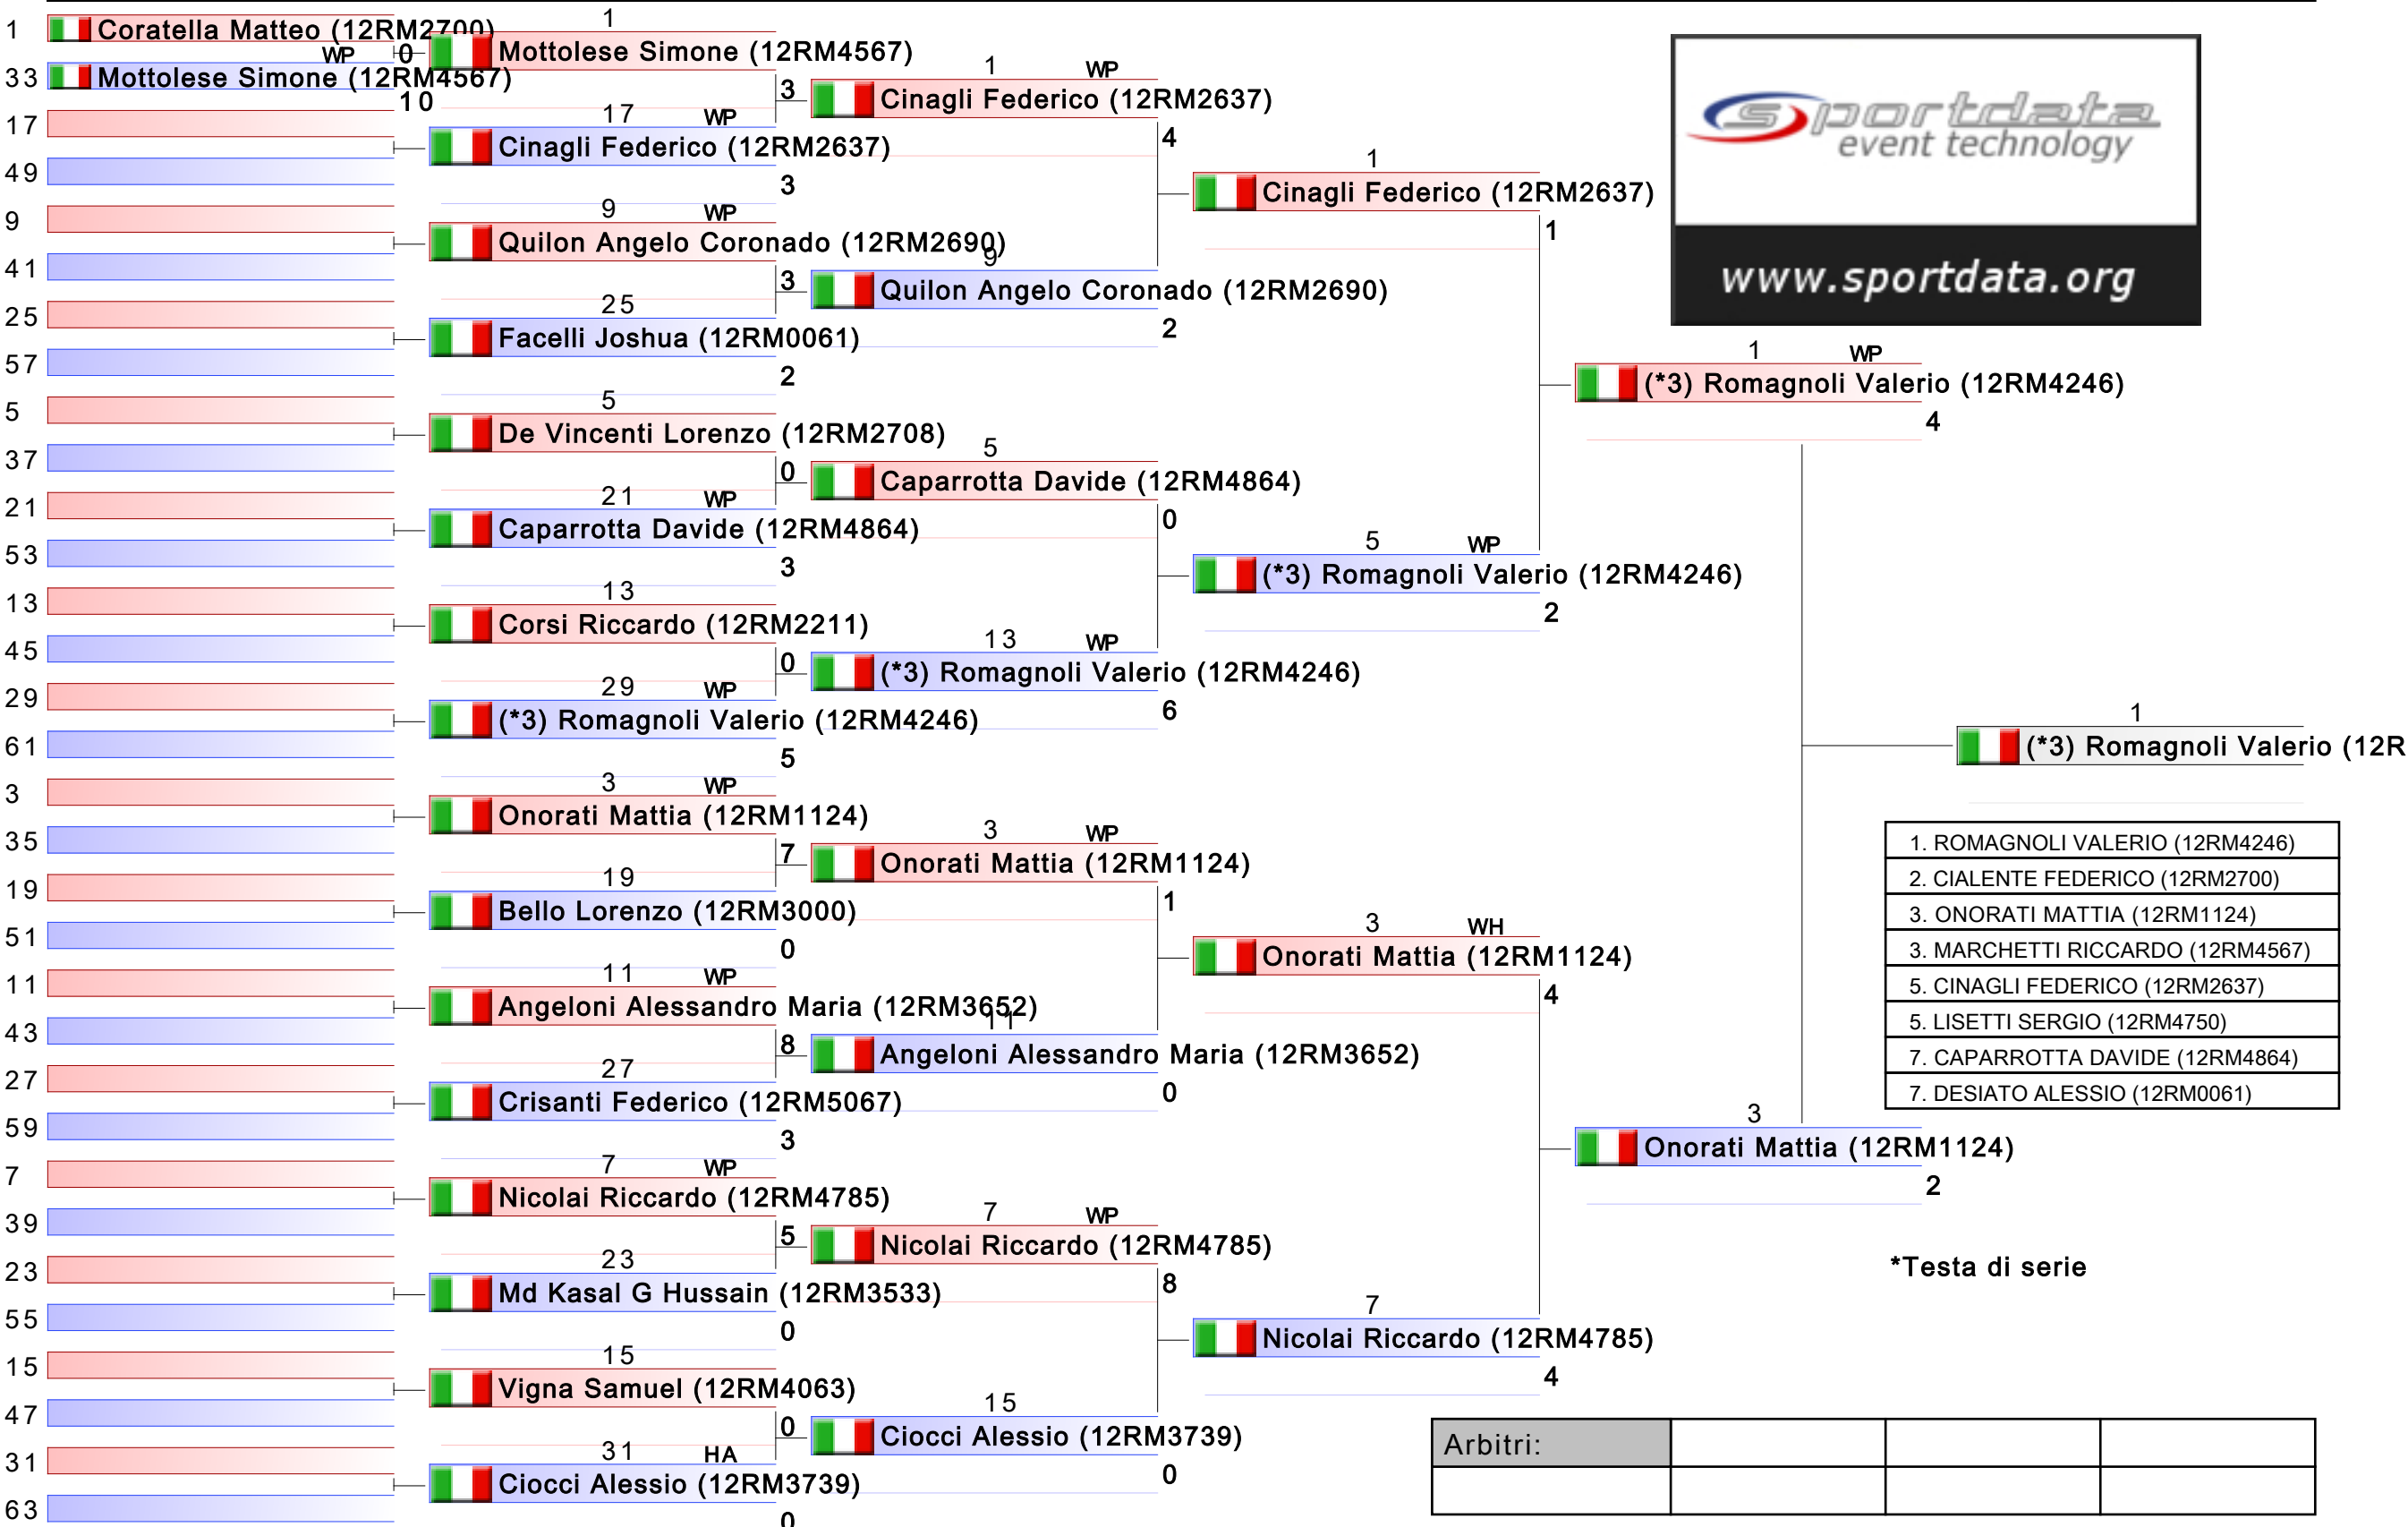 1 Coratella Matteo (12RM2700)
WP 0
33 Mottolese Simone (12RM4567)
10
17
49
9
41
25
57
5
37
21
53
13
45
29
61
3
35
19
51
11
43
27
59
7
39
23
55
15
47
31
63
1
Mottolese Simone (12RM4567)
3
17 WP
Cinagli Federico (12RM2637)
3
9 WP
Quilon Angelo Coronado (12RM2690)
3
25
Facelli Joshua (12RM0061)
2
5
De Vincenti Lorenzo (12RM2708)
0
21 WP
Caparrotta Davide (12RM4864)
3
13
Corsi Riccardo (12RM2211)
0
29 WP
(*3) Romagnoli Valerio (12RM4246)
5
3 WP
Onorati Mattia (12RM1124)
7
19
Bello Lorenzo (12RM3000)
0
11 WP
Angeloni Alessandro Maria (12RM3652)
8
27
Crisanti Federico (12RM5067)
3
7 WP
Nicolai Riccardo (12RM4785)
5
23
Md Kasal G Hussain (12RM3533)
0
15
Vigna Samuel (12RM4063)
0
31 HA
Ciocci Alessio (12RM3739)
0
1 WP
Cinagli Federico (12RM2637)
4
9
Quilon Angelo Coronado (12RM2690)
2
5
Caparrotta Davide (12RM4864)
0
13 WP
(*3) Romagnoli Valerio (12RM4246)
6
3 WP
Onorati Mattia (12RM1124)
1
11
Angeloni Alessandro Maria (12RM3652)
0
7 WP
Nicolai Riccardo (12RM4785)
8
15
Ciocci Alessio (12RM3739)
0
1
Cinagli Federico (12RM2637)
1
5 WP
(*3) Romagnoli Valerio (12RM4246)
2
3 WH
Onorati Mattia (12RM1124)
4
7
Nicolai Riccardo (12RM4785)
4
sportdata
event technology
www.sportdata.org
1 WP
(*3) Romagnoli Valerio (12RM4246)
4
3
Onorati Mattia (12RM1124)
2
1
(*3) Romagnoli Valerio (12R
1. ROMAGNOLI VALERIO (12RM4246)
2. CIALENTE FEDERICO (12RM2700)
3. ONORATI MATTIA (12RM1124)
3. MARCHETTI RICCARDO (12RM4567)
5. CINAGLI FEDERICO (12RM2637)
5. LISETTI SERGIO (12RM4750)
7. CAPARROTTA DAVIDE (12RM4864)
7. DESIATO ALESSIO (12RM0061)
*Testa di serie
Arbitri: